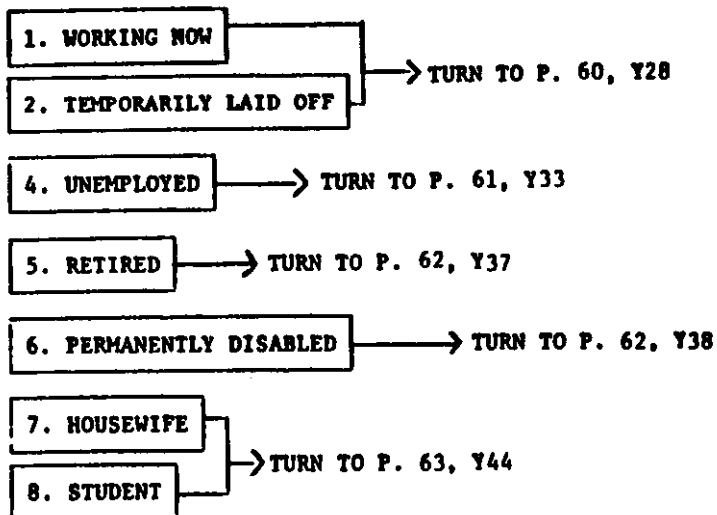 1. WORKING NOW
2. TEMPORARILY LAID OFF
TURN TO P. 60, Y28
4. UNEMPLOYED
TURN TO P. 61, Y33
5. RETIRED
TURN TO P. 62, Y37
6. PERMANENTLY DISABLED
TURN TO P. 62, Y38
7. HOUSEWIFE
8. STUDENT
TURN TO P. 63, Y44